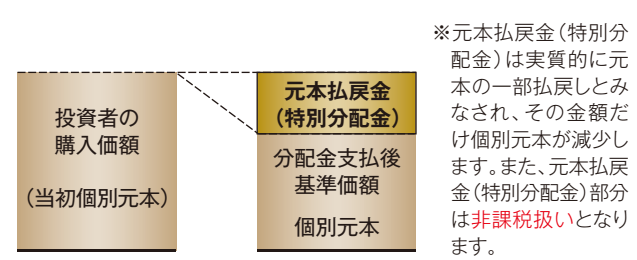 投資者の
購入価額
（当初個別元本）
元本払戻金
（特別分配金）
分配金支払後
基準価額
個別元本
※元本払戻金（特別分
配金）は実質的に元
本の一部払戻しとみ
なされ、その金額だ
け個別元本が減少し
ます。また、元本払戻
金（特別分配金）部分
は非課税扱いとなり
ます。